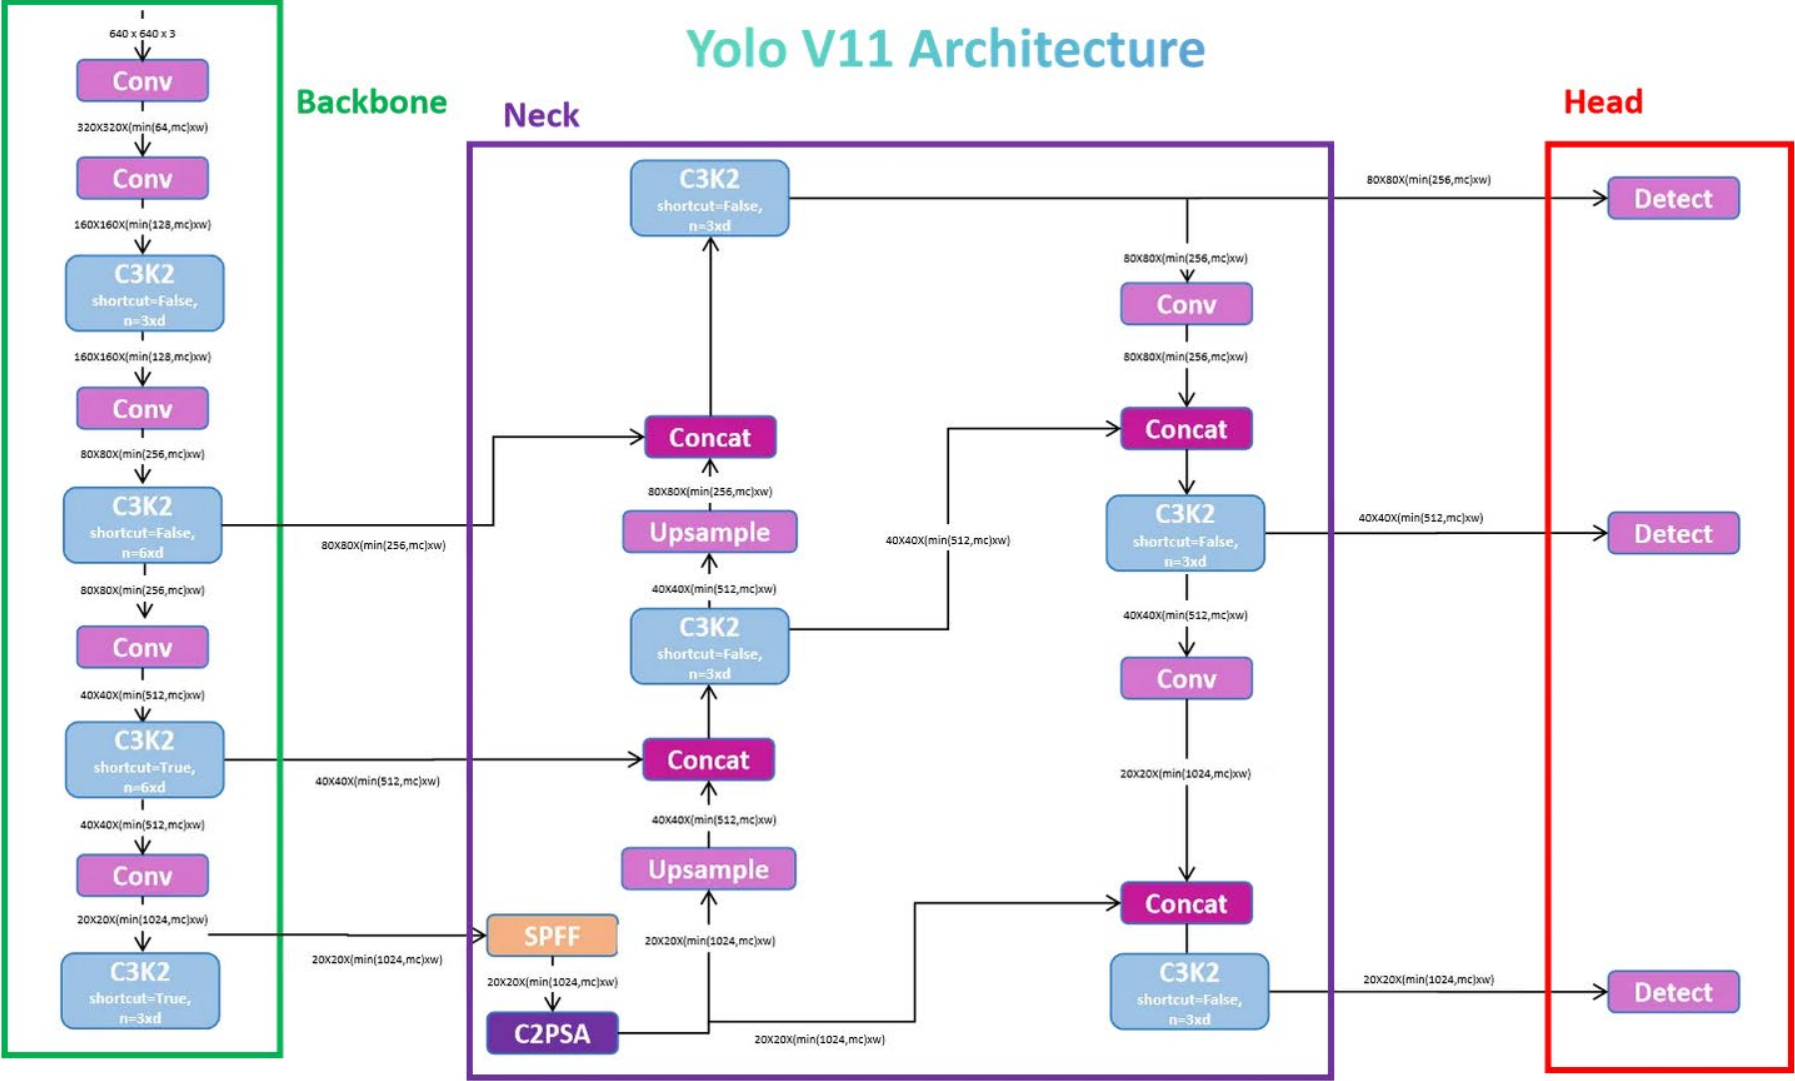 Yolo V11 Architecture
Backbone
640 x 640 x 3
Conv
320X320X(min(64,mc)xw)
Conv
160X160X(min(128,mc)xw)
C3K2
shortcut=False,
n=3xd
160X160X(min(128,mc)xw)
Conv
80X80X(min(256,mc)xw)
C3K2
shortcut=False,
n=6xd
80X80X(min(256,mc)xw)
80X80X(min(256,mc)xw)
Conv
40X40X(min(512,mc)xw)
C3K2
shortcut=True,
n=6xd
40X40X(min(512,mc)xw)
40X40X(min(512,mc)xw)
Conv
20X20X(min(1024,mc)xw)
20X20X(min(1024,mc)xw)
C3K2
shortcut=True,
n=3xd
Neck
C3K2
shortcut=False,
n=3xd
Concat
80X80X(min(256,mc)xw)
Upsample
40X40X(min(512,mc)xw)
C3K2
shortcut=False,
n=3xd
40X40X(min(512,mc)xw)
Concat
40X40X(min(512,mc)xw)
Upsample
20X20X(min(1024,mc)xw)
SPFF
20X20X(min(1024,mc)xw)
C2PSA
20X20X(min(1024,mc)xw)
80X80X(min(256,mc)xw)
Conv
80X80X(min(256,mc)xw)
Concat
C3K2
shortcut=False,
n=3xd
40X40X(min(512,mc)xw)
Conv
20X20X(min(1024,mc)xw)
Concat
C3K2
shortcut=False,
n=3xd
Head
80X80X(min(256,mc)xw)
Detect
40X40X(min(512,mc)xw)
Detect
20X20X(min(1024,mc)xw)
Detect